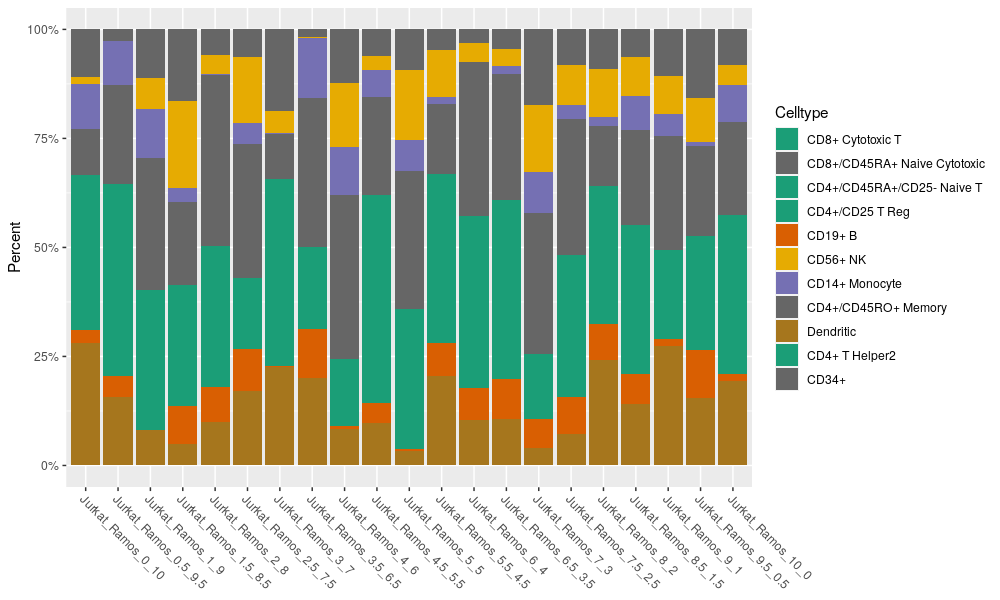 100%
75%
50%
25%
0%
Percent
Jurkat_Ramos_0_10
Jurkat_Ramos_0.5_9.5
Jurkat_Ramos_1_9
Jurkat_Ramos_1.5_8.5
Jurkat_Ramos_2_8
Jurkat_Ramos_2.5_7.5
Jurkat_Ramos_3_7
Jurkat_Ramos_3.5_6.5
Jurkat_Ramos_4_6
Jurkat_Ramos_4.5_5.5
Jurkat_Ramos_5_5
Jurkat_Ramos_5.5_4.5
Jurkat_Ramos_6_4
Jurkat_Ramos_6.5_3.5
Jurkat_Ramos_7_3
Jurkat_Ramos_7.5_2.5
Jurkat_Ramos_8_2
Jurkat_Ramos_8.5_1.5
Jurkat_Ramos_9_1
Jurkat_Ramos_9.5_0.5
Jurkat_Ramos_10_0
Celltype
CD8+ Cytotoxic T
CD8+/CD45RA+ Naive Cytotoxic
CD4+/CD45RA+/CD25- Naive T
CD4+/CD25 T Reg
CD19+ B
CD56+ NK
CD14+ Monocyte
CD4+/CD45RO+ Memory
Dendritic
CD4+ T Helper2
CD34+